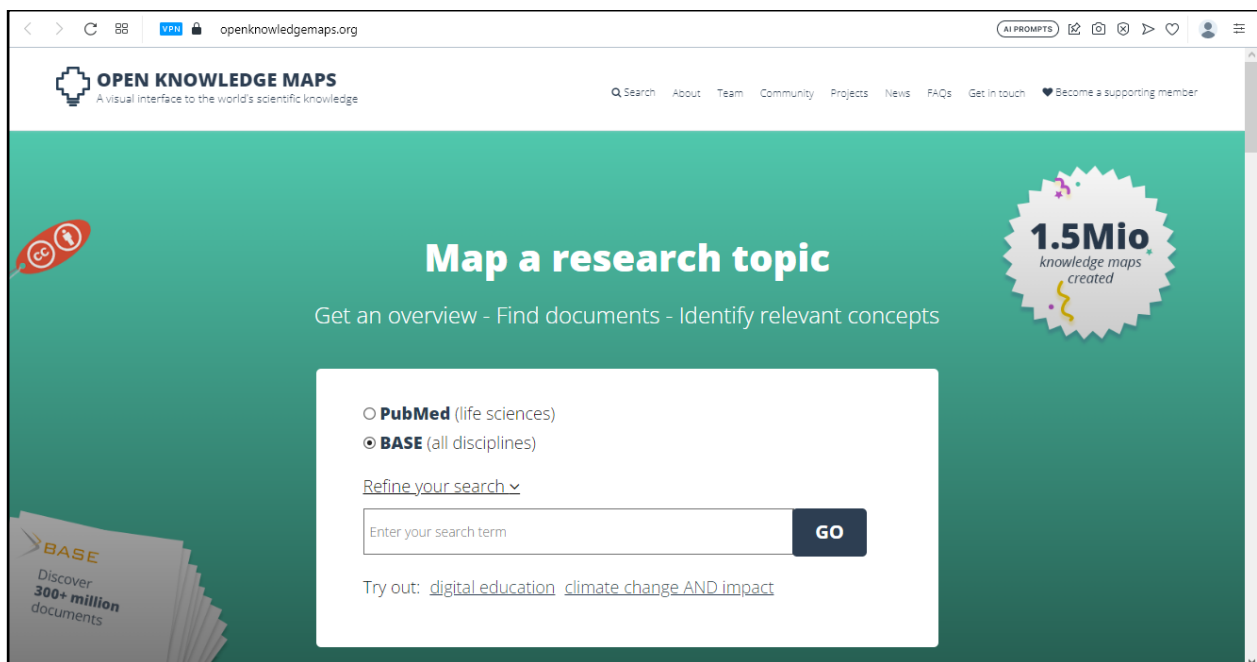 VPN
openknowledgemaps.org
AI PROMPTS
OPEN KNOWLEDGE MAPS
A visual interface to the world's scientific knowledge
Search About Team Community Projects News FAQs Get in touch Become a supporting member
cc
1.5Mio
knowledge maps
created
Map a research topic
Get an overview - Find documents - Identify relevant concepts
PubMed (life sciences)
BASE (all disciplines)
Refine your search
Enter your search term
GO
Try out: digital education climate change AND impact
BASE
Discover
300+ million
documents